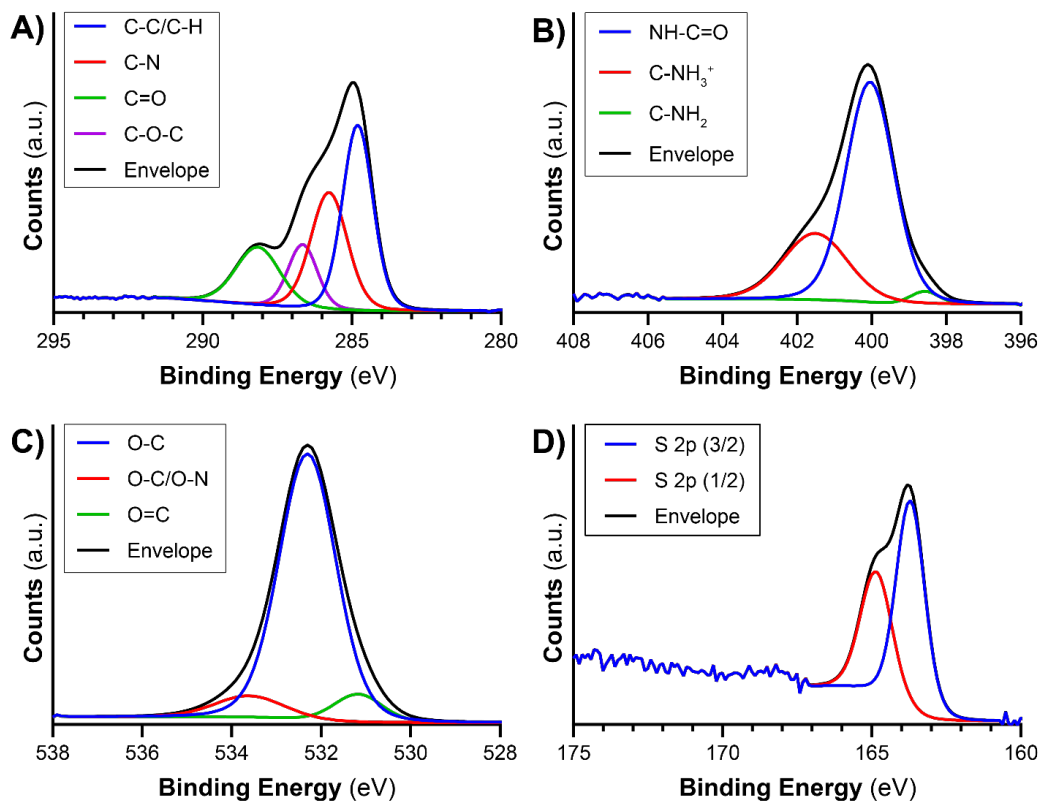 A)
C-C/C-H
C-N
C=O
C-O-C
Envelope
Counts (a.u.)
295 290 285 280
Binding Energy (eV)
B)
NH-C=O
C-NH₃⁺
C-NH₂
Envelope
Counts (a.u.)
408 406 404 402 400 398 396
Binding Energy (eV)
C)
O-C
O-C/O-N
O=C
Envelope
Counts (a.u.)
538 536 534 532 530 528
Binding Energy (eV)
D)
S 2p (3/2)
S 2p (1/2)
Envelope
Counts (a.u.)
175 170 165 160
Binding Energy (eV)